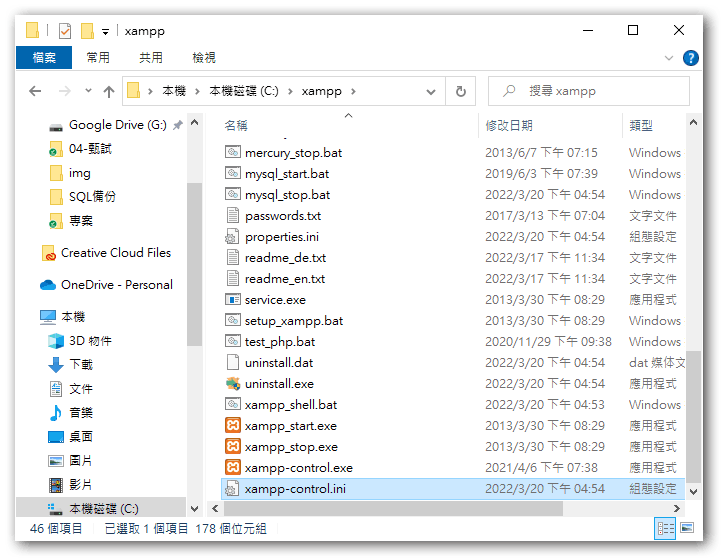 xampp
檔案 常用 共用 檢視
本機 本機磁碟 (C:) xampp 搜尋 xampp
Google Drive (G:)
04-甄試
img
SQL備份
專案
Creative Cloud Files
OneDrive - Personal
本機
3D 物件
下載
文件
音樂
桌面
圖片
影片
本機磁碟 (C:)
名稱 修改日期 類型
mercury_stop.bat 2013/6/7 下午 07:15 Windows
mysql_start.bat 2019/6/3 下午 07:39 Windows
mysql_stop.bat 2022/3/20 下午 04:54 Windows
passwords.txt 2017/3/13 下午 07:04 文字文件
properties.ini 2022/3/20 下午 04:54 組態設定
readme_de.txt 2022/3/17 下午 11:34 文字文件
readme_en.txt 2022/3/17 下午 11:34 文字文件
service.exe 2013/3/30 下午 08:29 應用程式
setup_xampp.bat 2013/3/30 下午 08:29 Windows
test_php.bat 2020/11/29 下午 09:38 Windows
uninstall.dat 2022/3/20 下午 04:54 dat 媒体文
uninstall.exe 2022/3/20 下午 04:54 應用程式
xampp_shell.bat 2022/3/20 下午 04:53 Windows
xampp_start.exe 2013/3/30 下午 08:29 應用程式
xampp_stop.exe 2013/3/30 下午 08:29 應用程式
xampp-control.exe 2021/4/6 下午 07:38 應用程式
xampp-control.ini 2022/3/20 下午 04:54 組態設定
46 個項目 已選取 1 個項目 178 個位元組